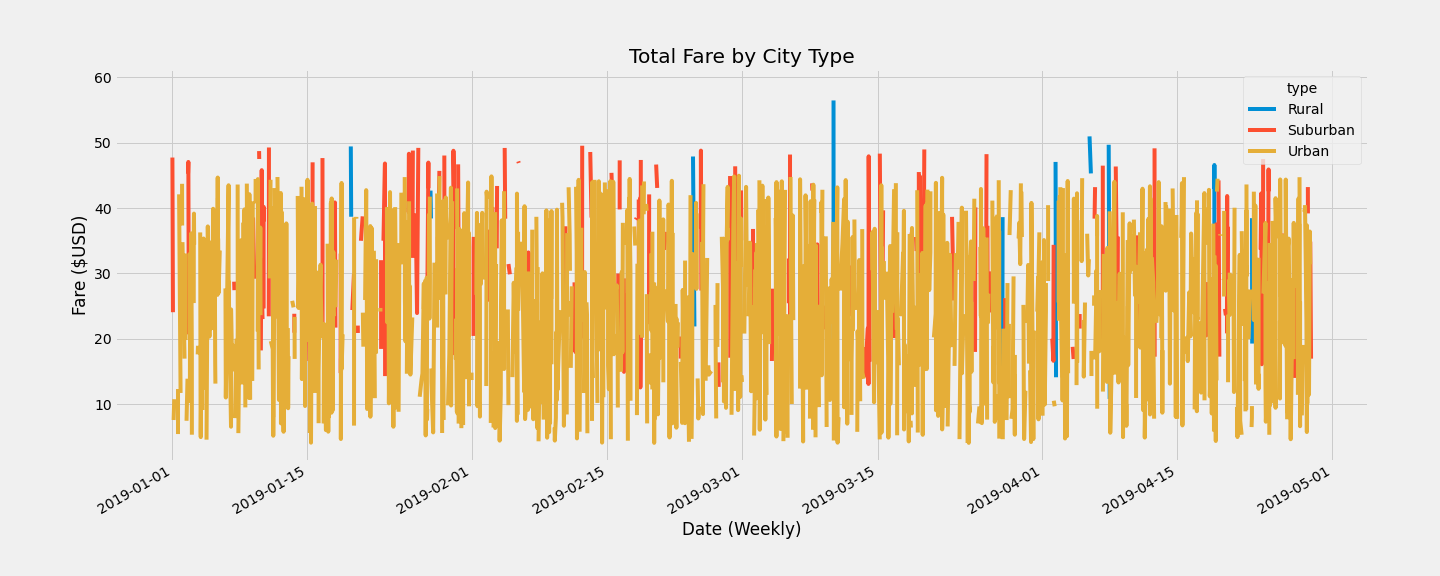 Total Fare by City Type
60
50
40
30
20
10
Fare ($USD)
type
Rural
Suburban
Urban
2019-01-01
2019-01-15
2019-02-01
2019-02-15
2019-03-01
2019-03-15
2019-04-01
2019-04-15
2019-05-01
Date (Weekly)